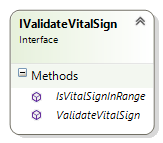 IValidateVitalSign
Interface
Methods
IsVitalSignInRange
ValidateVitalSign